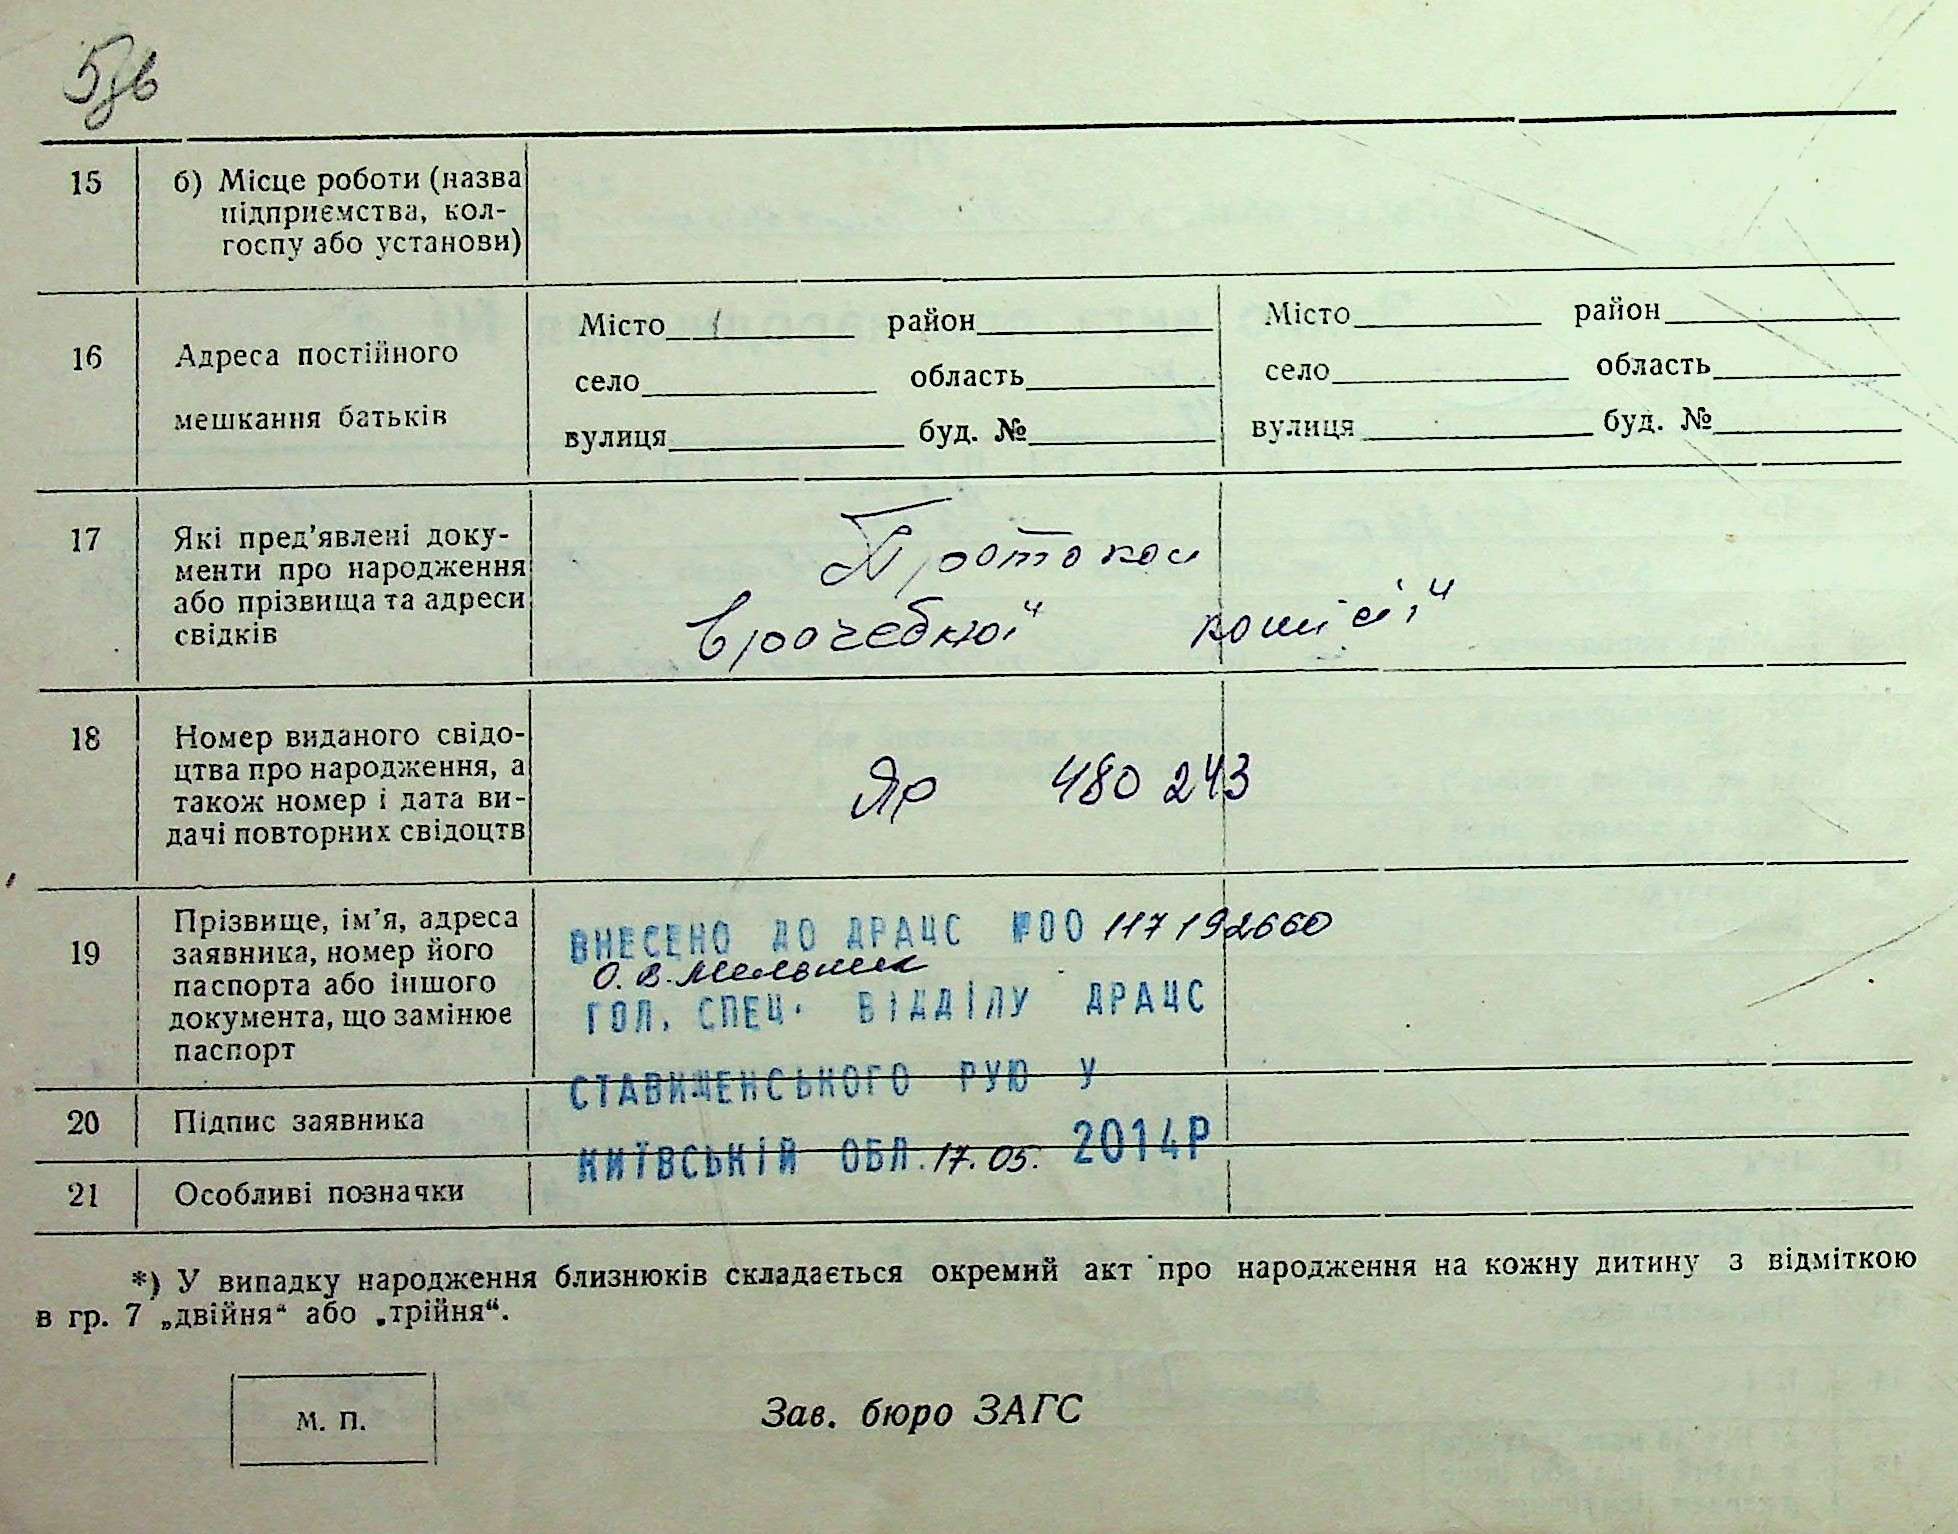 15
б) Місце роботи (назва
підприємства, кол-
госпу або установи)
16
Адреса постійного
мешкання батьків
Місто район
село область
вулиця буд. №
Місто район
село область
вулиця буд. №
17
Які пред’явлені доку-
менти про народження
або прізвища та адреси
свідків
Протокол
врочебної комісії
18
Номер виданого свідо-
цтва про народження, а
також номер і дата ви-
дачі повторних свідоцтв
Яр 480 243
19
Прізвище, ім’я, адреса
заявника, номер його
паспорта або іншого
документа, що замінює
паспорт
ВНЕСЕНО ДО ДРАЦС №00 117192660
О. В. Мельник
ГОЛ. СПЕЦ. ВІДДІЛУ ДРАЦС
СТАВИЩЕНСЬКОГО РУЮ У
КИЇВСЬКІЙ ОБЛ. 17.05. 2014Р
20
Підпис заявника
21
Особливі позначки
*) У випадку народження близнюків складається окремий акт про народження на кожну дитину з відміткою
в гр. 7 „двійня“ або „трійня“.
М. П.
Зав. бюро ЗАГС